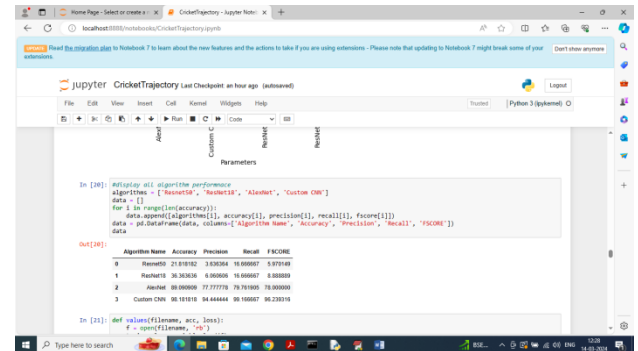 Home Page - Select or create a n
CricketTrajectory - Jupyter Note
localhost:8888/notebooks/CricketTrajectory.ipynb
UPDATE Read the migration plan to Notebook 7 to learn about the new features and the actions to take if you are using extensions - Please note that updating to Notebook 7 might break some of your extensions.
Don't show anymore
jupyter CricketTrajectory Last Checkpoint: an hour ago (autosaved)
Logout
File Edit View Insert Cell Kernel Widgets Help
Trusted Python 3 (ipykernel)
Run Code
AlexN
Custom C
ResNet
ResNet
Parameters
In [20]: #display all algorithm performnace
algorithms = ['Resnet50', 'ResNet18', 'AlexNet', 'Custom CNN']
data = []
for i in range(len(accuracy)):
data.append([algorithms[i], accuracy[i], precision[i], recall[i], fscore[i]])
data = pd.DataFrame(data, columns=['Algorithm Name', 'Accuracy', 'Precision', 'Recall', 'FSCORE'])
data
Out[20]:
Algorithm Name Accuracy Precision Recall FSCORE
0 Resnet50 21.818182 3.636364 16.666667 5.970149
1 ResNet18 36.363636 6.060606 16.666667 8.888889
2 AlexNet 89.090909 77.777778 79.761905 78.000000
3 Custom CNN 98.181818 94.444444 99.166667 96.238316
In [21]: def values(filename, acc, loss):
f = open(filename, 'rb')
Type here to search
BSE...
ENG
12:28
14-03-2024